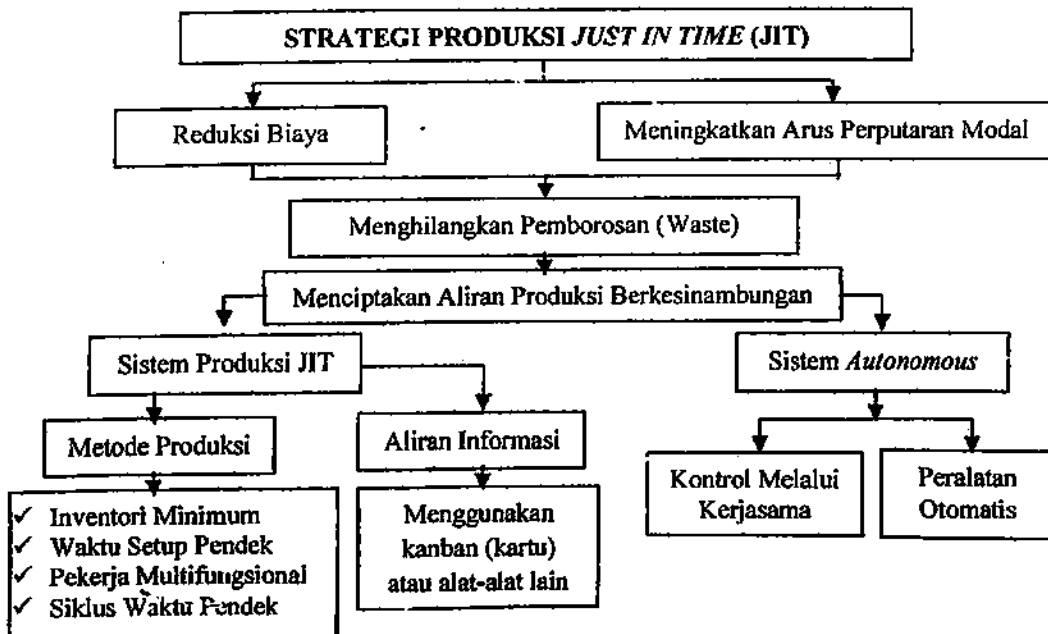 STRATEGI PRODUKSI JUST IN TIME (JIT)
Reduksi Biaya
Meningkatkan Arus Perputaran Modal
Menghilangkan Pemborosan (Waste)
Menciptakan Aliran Produksi Berkesinambungan
Sistem Produksi JIT
Sistem Autonomous
Metode Produksi
Aliran Informasi
Kontrol Melalui
Kerjasama
Peralatan
Otomatis
✓ Inventori Minimum
✓ Waktu Setup Pendek
✓ Pekerja Multifungsional
✓ Siklus Waktu Pendek
Menggunakan
kanban (kartu)
atau alat-alat lain